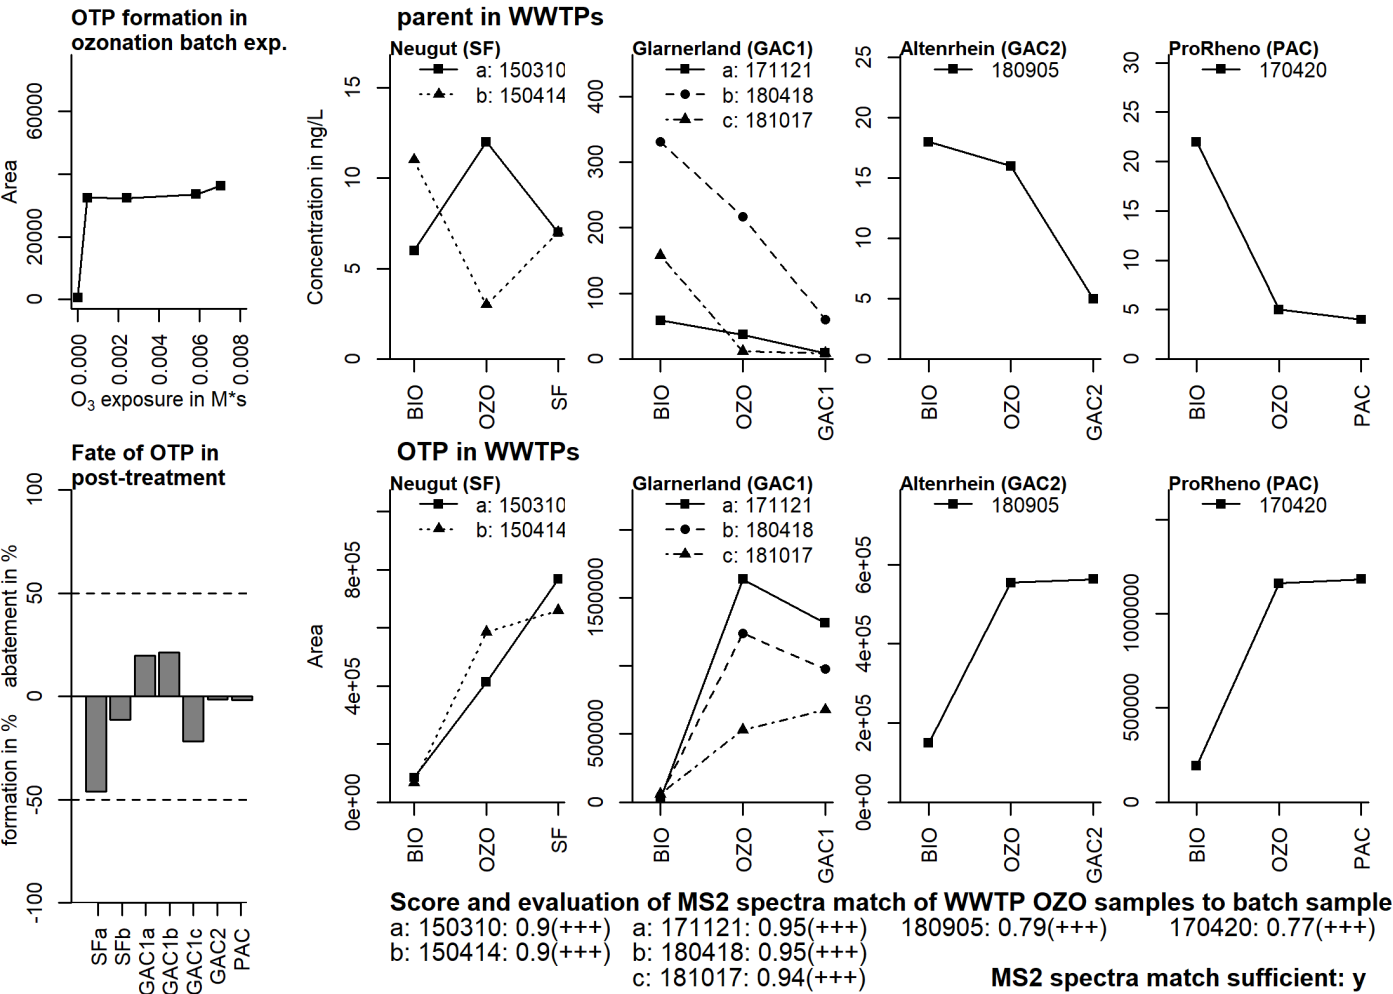 OTP formation in
ozonation batch exp.
Area
0
20000
60000
0.000
0.002
0.004
0.006
0.008
O3 exposure in M*s
parent in WWTPs
Neugut (SF)
a: 150310
b: 150414
Concentration in ng/L
0
5
10
15
BIO
OZO
SF
Glarnerland (GAC1)
a: 171121
b: 180418
c: 181017
0
100
200
300
400
BIO
OZO
GAC1
Altenrhein (GAC2)
180905
0
5
10
15
20
25
BIO
OZO
GAC2
ProRheno (PAC)
170420
0
5
10
15
20
25
30
BIO
OZO
PAC
Fate of OTP in
post-treatment
formation in %
abatement in %
-100
-50
0
50
100
SFa
SFb
GAC1a
GAC1b
GAC1c
GAC2
PAC
OTP in WWTPs
Neugut (SF)
a: 150310
b: 150414
Area
0e+00
4e+05
8e+05
BIO
OZO
SF
Glarnerland (GAC1)
a: 171121
b: 180418
c: 181017
0
500000
1500000
BIO
OZO
GAC1
Altenrhein (GAC2)
180905
0e+00
2e+05
4e+05
6e+05
BIO
OZO
GAC2
ProRheno (PAC)
170420
0
500000
1000000
BIO
OZO
PAC
Score and evaluation of MS2 spectra match of WWTP OZO samples to batch sample
a: 150310: 0.9(+++)
b: 150414: 0.9(+++)
a: 171121: 0.95(+++)
b: 180418: 0.95(+++)
c: 181017: 0.94(+++)
180905: 0.79(+++)
170420: 0.77(+++)
MS2 spectra match sufficient: y